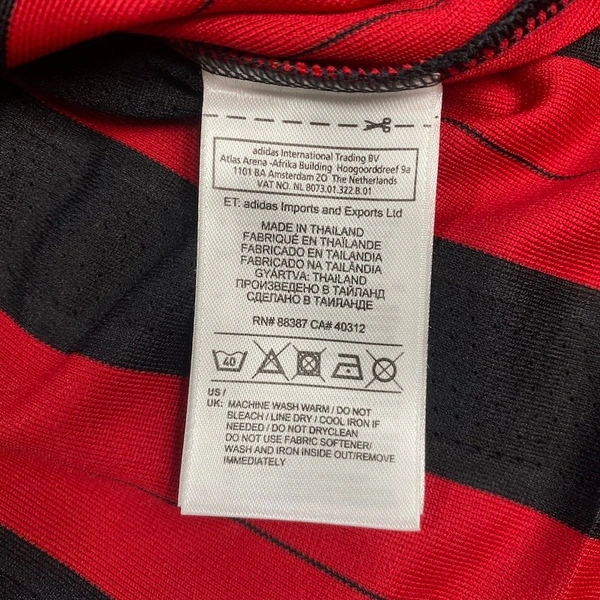 adidas International Trading BV
Atlas Arena -Afrika Building Hoogoorddreef 9a
1101 BA Amsterdam ZO The Netherlands
VAT NO. NL 8073.01.322.B.01
ET: adidas Imports and Exports Ltd
MADE IN THAILAND
FABRIQUÉ EN THAÏLANDE
FABRICADO EN TAILANDIA
FABRICADO NA TAILÂNDIA
GYÁRTVA: THAILAND
ПРОИЗВЕДЕНО В ТАЙЛАНД
СДЕЛАНО В ТАИЛАНДЕ
RN# 88387 CA# 40312
40
US /
UK: MACHINE WASH WARM / DO NOT
BLEACH / LINE DRY / COOL IRON IF
NEEDED / DO NOT DRYCLEAN
DO NOT USE FABRIC SOFTENER/
WASH AND IRON INSIDE OUT/REMOVE
IMMEDIATELY